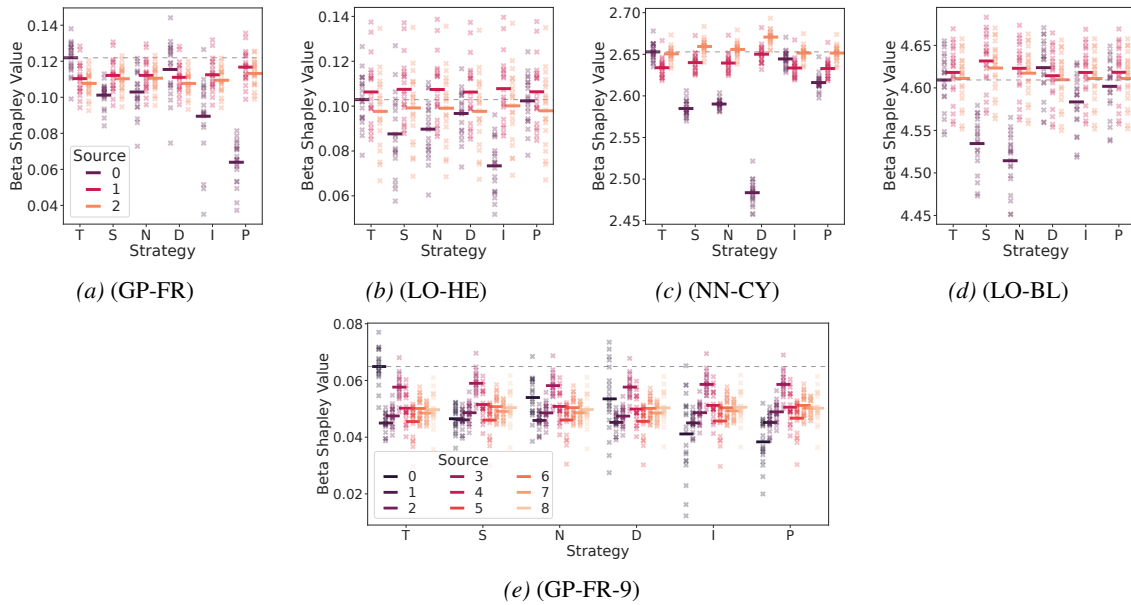 Beta Shapley Value
0.14
0.12
0.10
0.08
0.06
0.04
Source
0
1
2
T S N D I P
Strategy
(a) (GP-FR)
Beta Shapley Value
0.14
0.12
0.10
0.08
0.06
T S N D I P
Strategy
(b) (LO-HE)
Beta Shapley Value
2.70
2.65
2.60
2.55
2.50
2.45
T S N D I P
Strategy
(c) (NN-CY)
Beta Shapley Value
4.65
4.60
4.55
4.50
4.45
T S N D I P
Strategy
(d) (LO-BL)
Beta Shapley Value
0.08
0.06
0.04
0.02
Source
0 3 6
1 4 7
2 5 8
T S N D I P
Strategy
(e) (GP-FR-9)